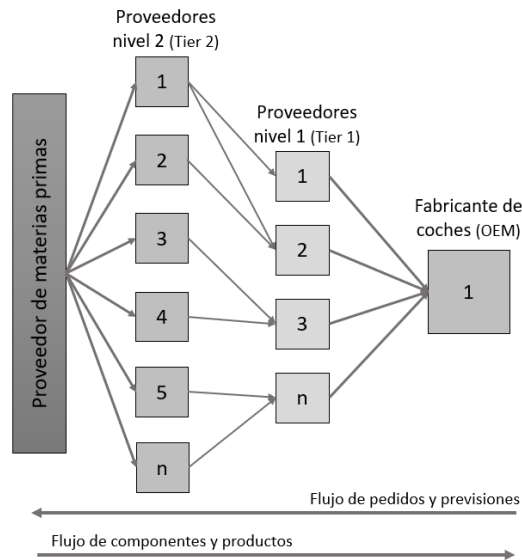 Proveedores
nivel 2 (Tier 2)
Proveedor de materias primas
1
2
3
4
5
n
Proveedores
nivel 1 (Tier 1)
1
2
3
n
Fabricante de
coches (OEM)
1
Flujo de pedidos y previsiones
Flujo de componentes y productos